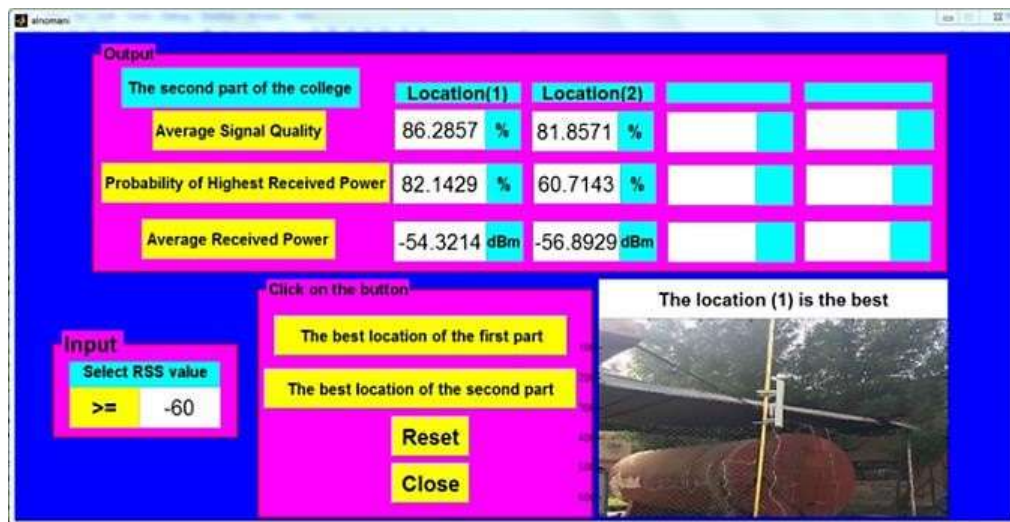 alnomani
Output
The second part of the college
Location(1) Location(2)
Average Signal Quality 86.2857 % 81.8571 %
Probability of Highest Received Power 82.1429 % 60.7143 %
Average Received Power -54.3214 dBm -56.8929 dBm
Click on the button
The location (1) is the best
The best location of the first part
Input
Select RSS value
The best location of the second part
>= -60
Reset
Close